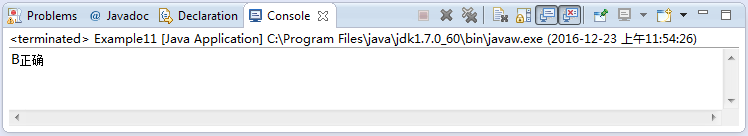 Problems @ Javadoc Declaration Console
<terminated> Example11 [Java Application] C:\Program Files\java\jdk1.7.0_60\bin\javaw.exe (2016-12-23 上午11:54:26)
B正确